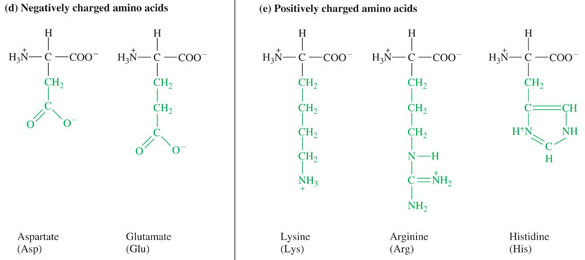 (d) Negatively charged amino acids
(e) Positively charged amino acids
H H H H H
H₃N⁺—C—COO⁻ H₃N⁺—C—COO⁻ H₃N⁺—C—COO⁻ H₃N⁺—C—COO⁻ H₃N⁺—C—COO⁻
CH₂ CH₂ CH₂ CH₂ CH₂
C CH₂ CH₂ CH₂ C CH
O O⁻ C CH₂ CH₂ H⁺N NH
O O⁻ CH₂ N—H C
NH₃⁺ C=NH₂⁺ H
NH₂
Aspartate
(Asp)
Glutamate
(Glu)
Lysine
(Lys)
Arginine
(Arg)
Histidine
(His)